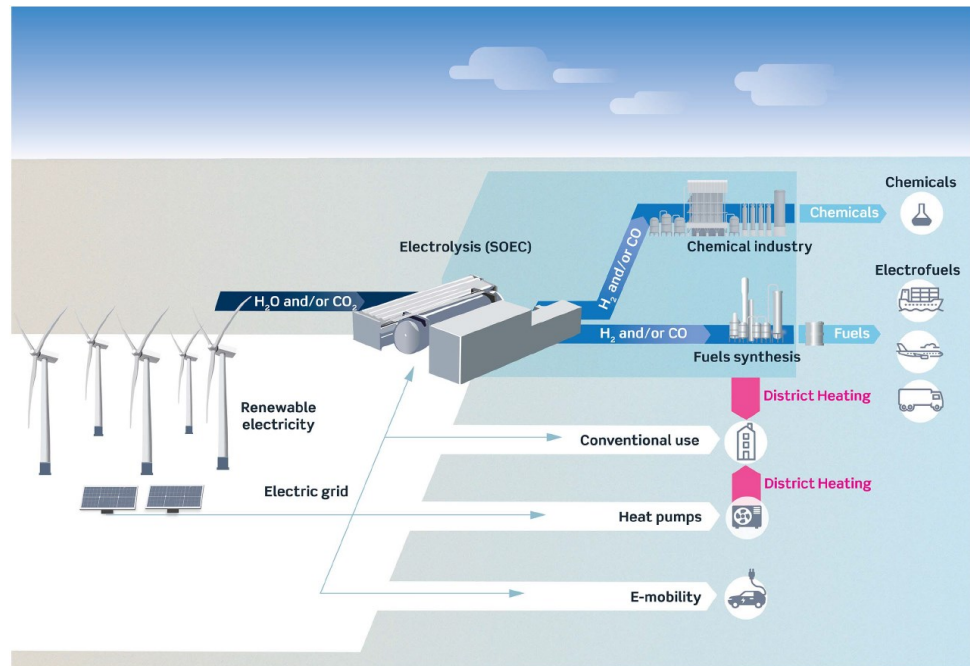 Chemicals
Chemicals
Chemical industry
Electrolysis (SOEC)
H₂ and/or CO
Electrofuels
H₂O and/or CO₂
H₂ and/or CO
Fuels
Fuels synthesis
District Heating
Renewable
electricity
Conventional use
District Heating
Electric grid
Heat pumps
E-mobility